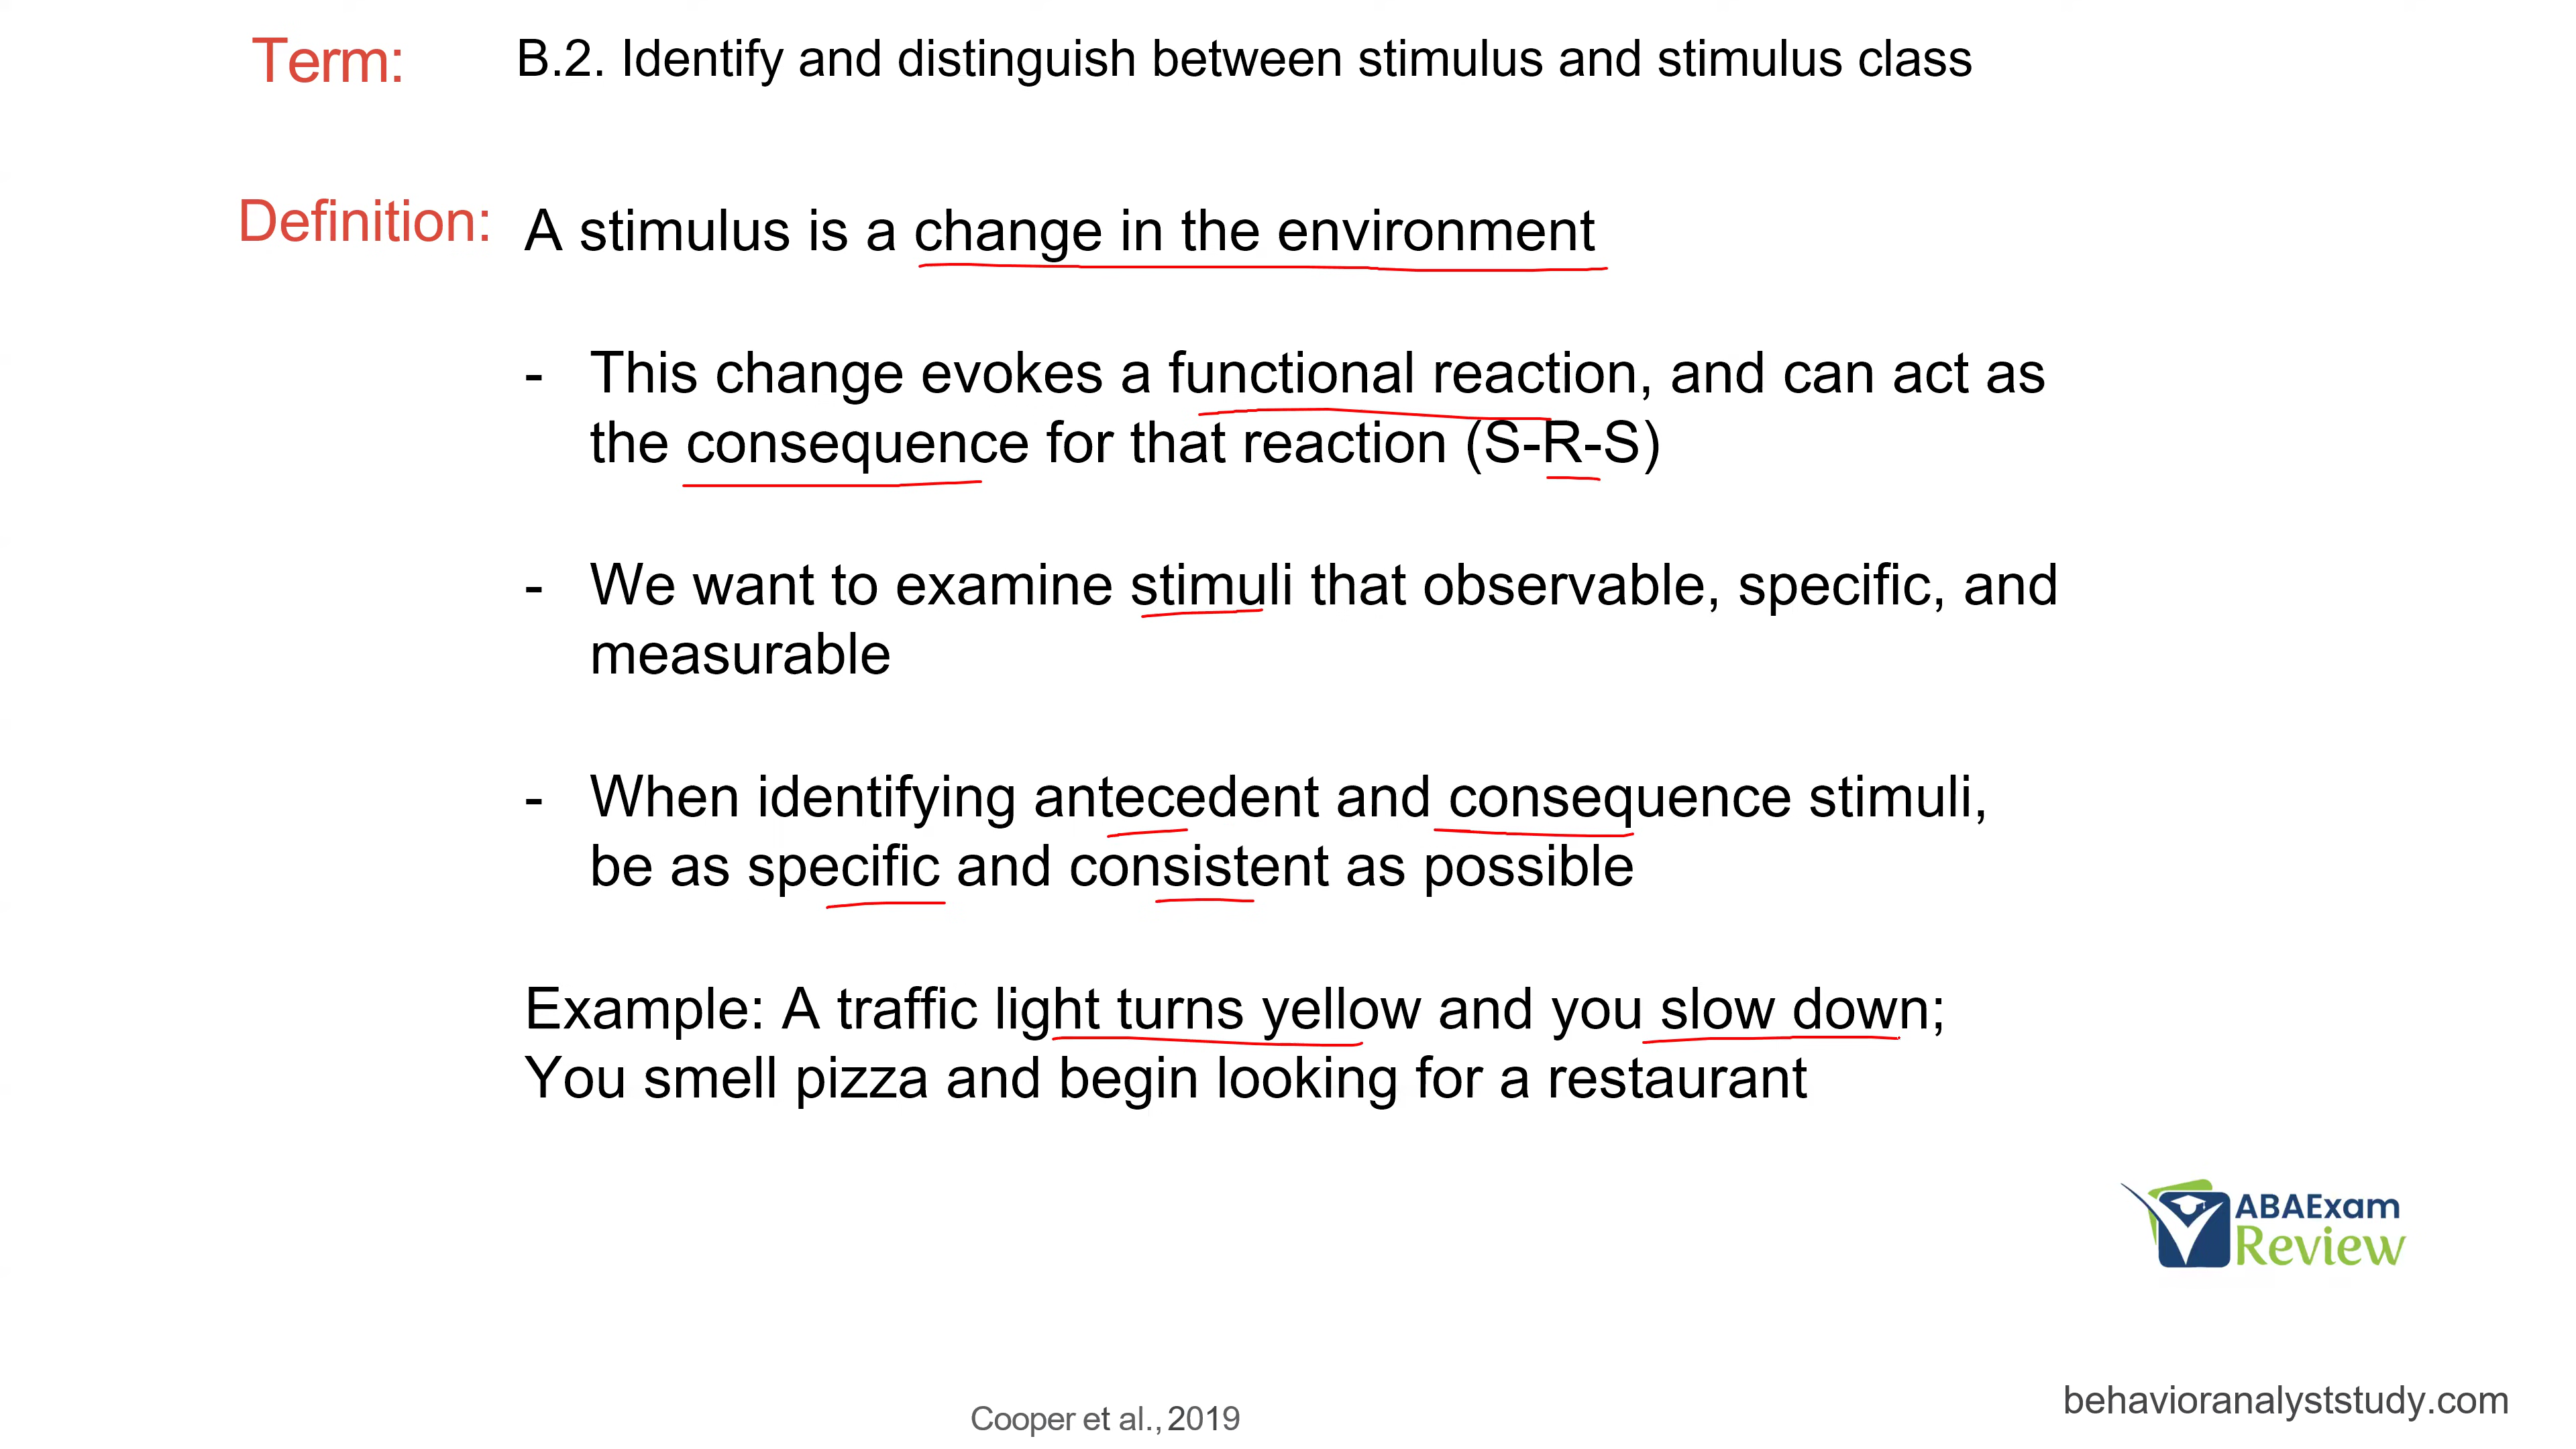 Term: B.2. Identify and distinguish between stimulus and stimulus class
Definition: A stimulus is a change in the environment
- This change evokes a functional reaction, and can act as
the consequence for that reaction (S-R-S)
- We want to examine stimuli that observable, specific, and
measurable
- When identifying antecedent and consequence stimuli,
be as specific and consistent as possible
Example: A traffic light turns yellow and you slow down;
You smell pizza and begin looking for a restaurant
ABAExam
Review
behavioranalyststudy.com
Cooper et al., 2019